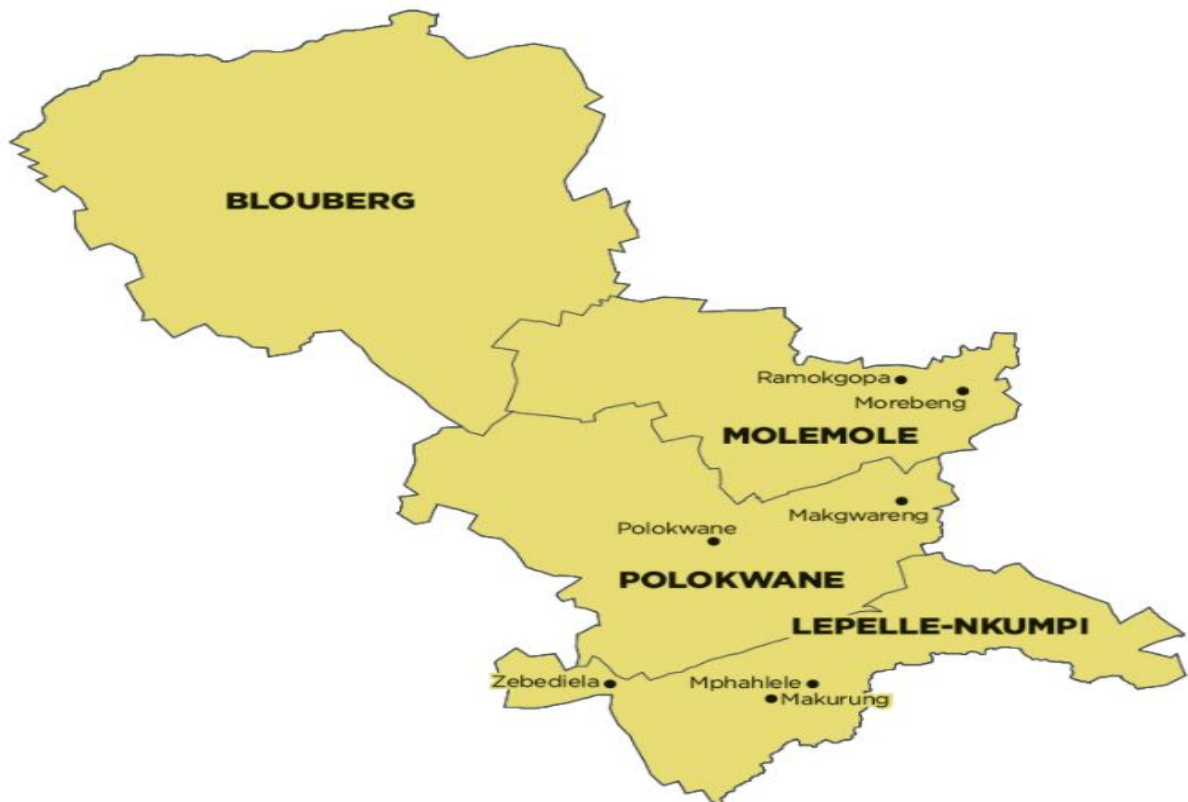 BLOUBERG
Ramokgopa
Morebeng
MOLEMOLE
Makgwareng
Polokwane
POLOKWANE
LEPELLE-NKUMPI
Zebediela
Mphahlele
Makurung